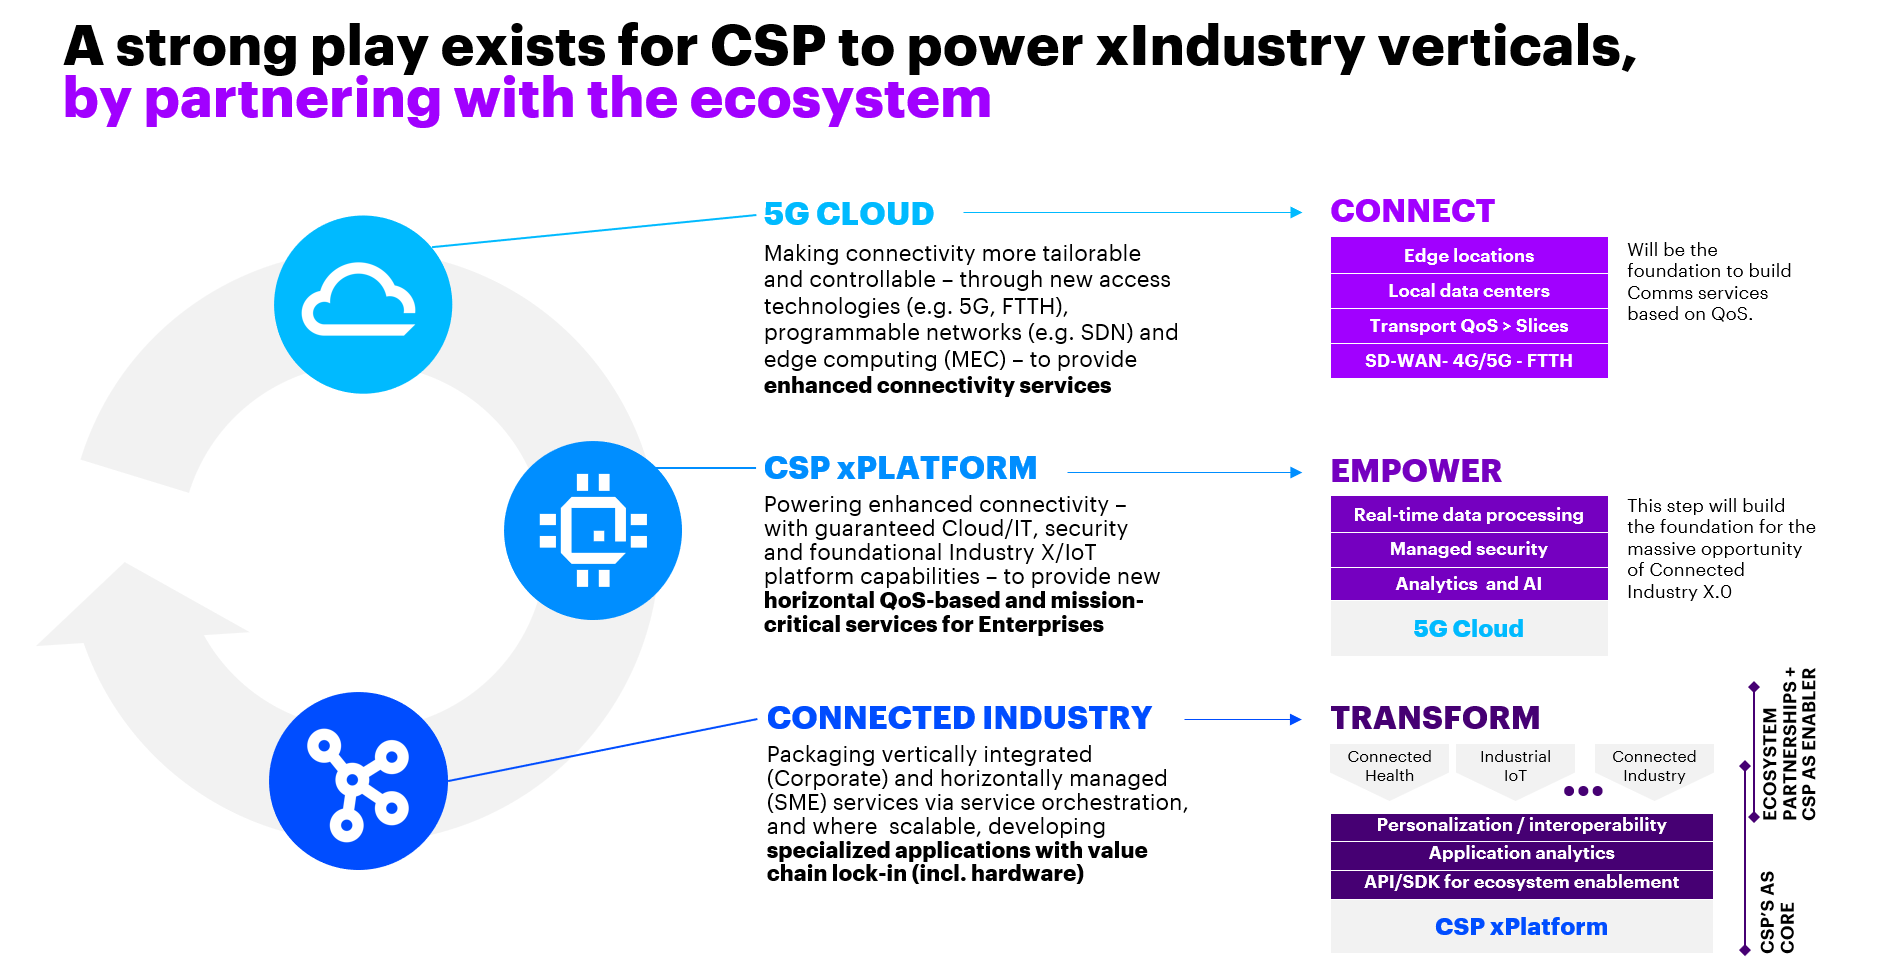 A strong play exists for CSP to power xIndustry verticals,
by partnering with the ecosystem
5G CLOUD
Making connectivity more tailorable
and controllable – through new access
technologies (e.g. 5G, FTTH),
programmable networks (e.g. SDN) and
edge computing (MEC) – to provide
enhanced connectivity services
CONNECT
Edge locations
Local data centers
Transport QoS > Slices
SD-WAN- 4G/5G - FTTH
Will be the
foundation to build
Comms services
based on QoS.
CSP xPLATFORM
Powering enhanced connectivity –
with guaranteed Cloud/IT, security
and foundational Industry X/IoT
platform capabilities – to provide new
horizontal QoS-based and mission-
critical services for Enterprises
EMPOWER
Real-time data processing
Managed security
Analytics  and AI
5G Cloud
This step will build
the foundation for the
massive opportunity
of Connected
Industry X.0
CONNECTED INDUSTRY
Packaging vertically integrated
(Corporate) and horizontally managed
(SME) services via service orchestration,
and where  scalable, developing
specialized applications with value
chain lock-in (incl. hardware)
TRANSFORM
Connected
Health
Industrial
IoT
Connected
Industry
Personalization / interoperability
Application analytics
API/SDK for ecosystem enablement
CSP xPlatform
ECOSYSTEM
PARTNERSHIPS +
CSP AS ENABLER
CSP'S AS
CORE